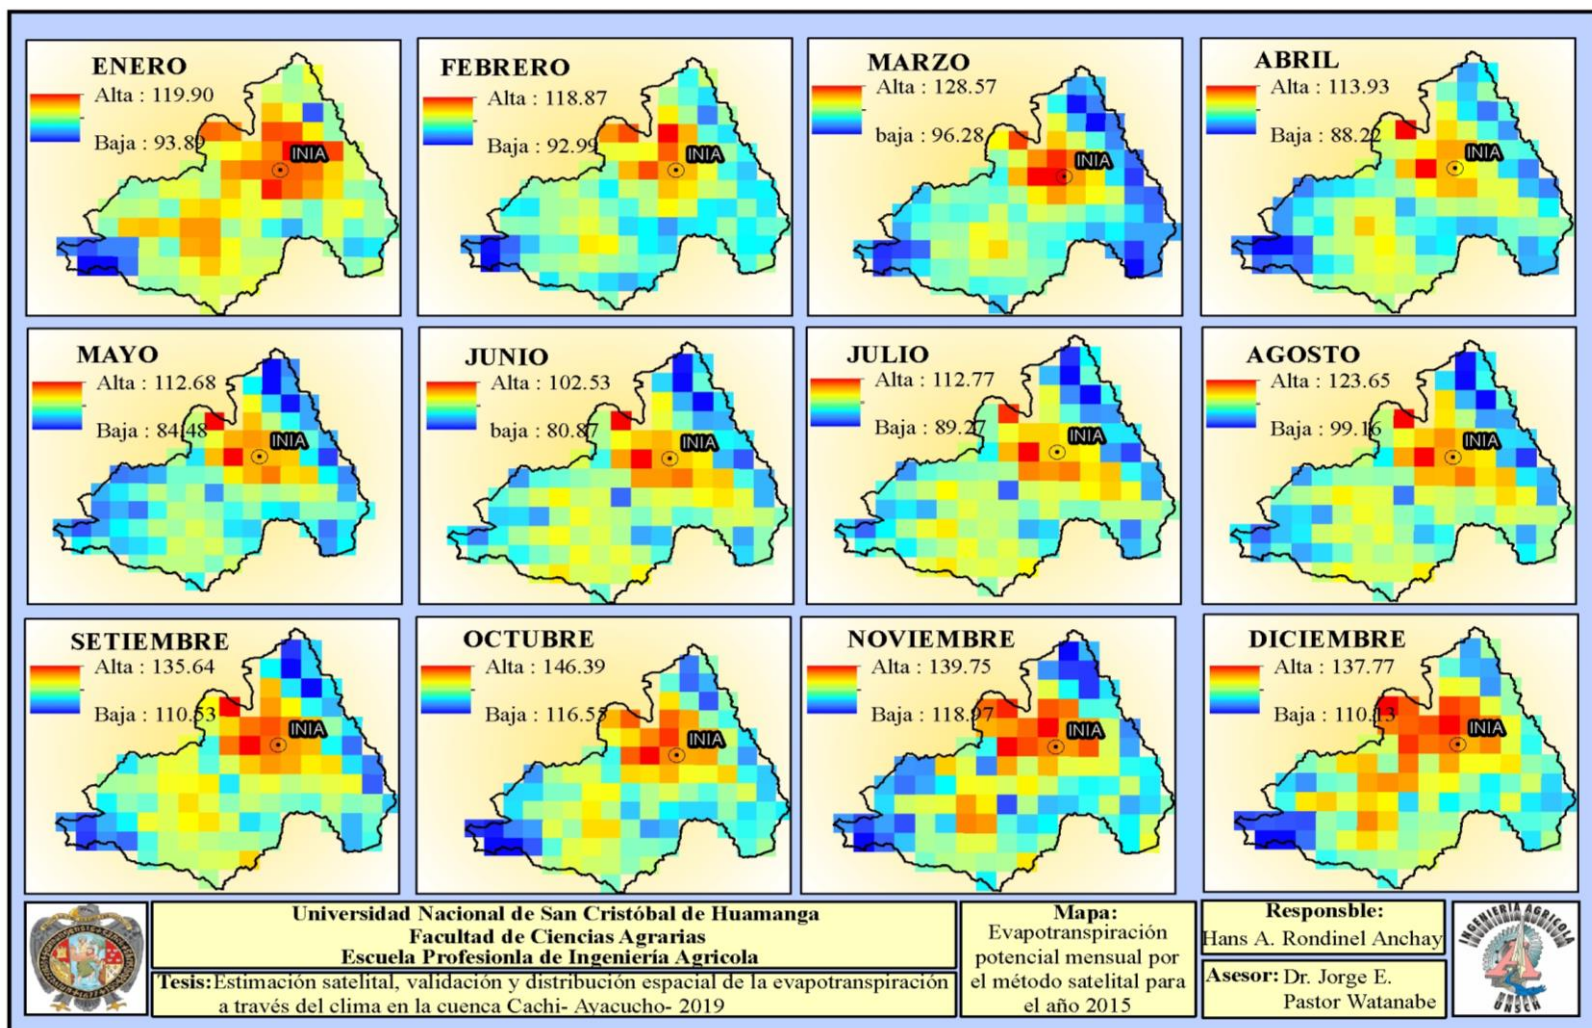 ENERO
Alta : 119.90
Baja : 93.89
INIA
FEBRERO
Alta : 118.87
Baja : 92.99
INIA
MARZO
Alta : 128.57
baja : 96.28
INIA
ABRIL
Alta : 113.93
Baja : 88.22
INIA
MAYO
Alta : 112.68
Baja : 84.48
INIA
JUNIO
Alta : 102.53
baja : 80.87
INIA
JULIO
Alta : 112.77
Baja : 89.27
INIA
AGOSTO
Alta : 123.65
Baja : 99.16
INIA
SETIEMBRE
Alta : 135.64
Baja : 110.53
INIA
OCTUBRE
Alta : 146.39
Baja : 116.55
INIA
NOVIEMBRE
Alta : 139.75
Baja : 118.97
INIA
DICIEMBRE
Alta : 137.77
Baja : 110.13
INIA
Universidad Nacional de San Cristóbal de Huamanga
Facultad de Ciencias Agrarias
Escuela Profesionla de Ingeniería Agricola
Tesis:Estimación satelital, validación y distribución espacial de la evapotranspiración
a través del clima en la cuenca Cachi- Ayacucho- 2019
Mapa:
Evapotranspiración
potencial mensual por
el método satelital para
el año 2015
Responsble:
Hans A. Rondinel Anchay
Asesor: Dr. Jorge E.
Pastor Watanabe
INGENIERÍA AGRICOLA
UNSCH